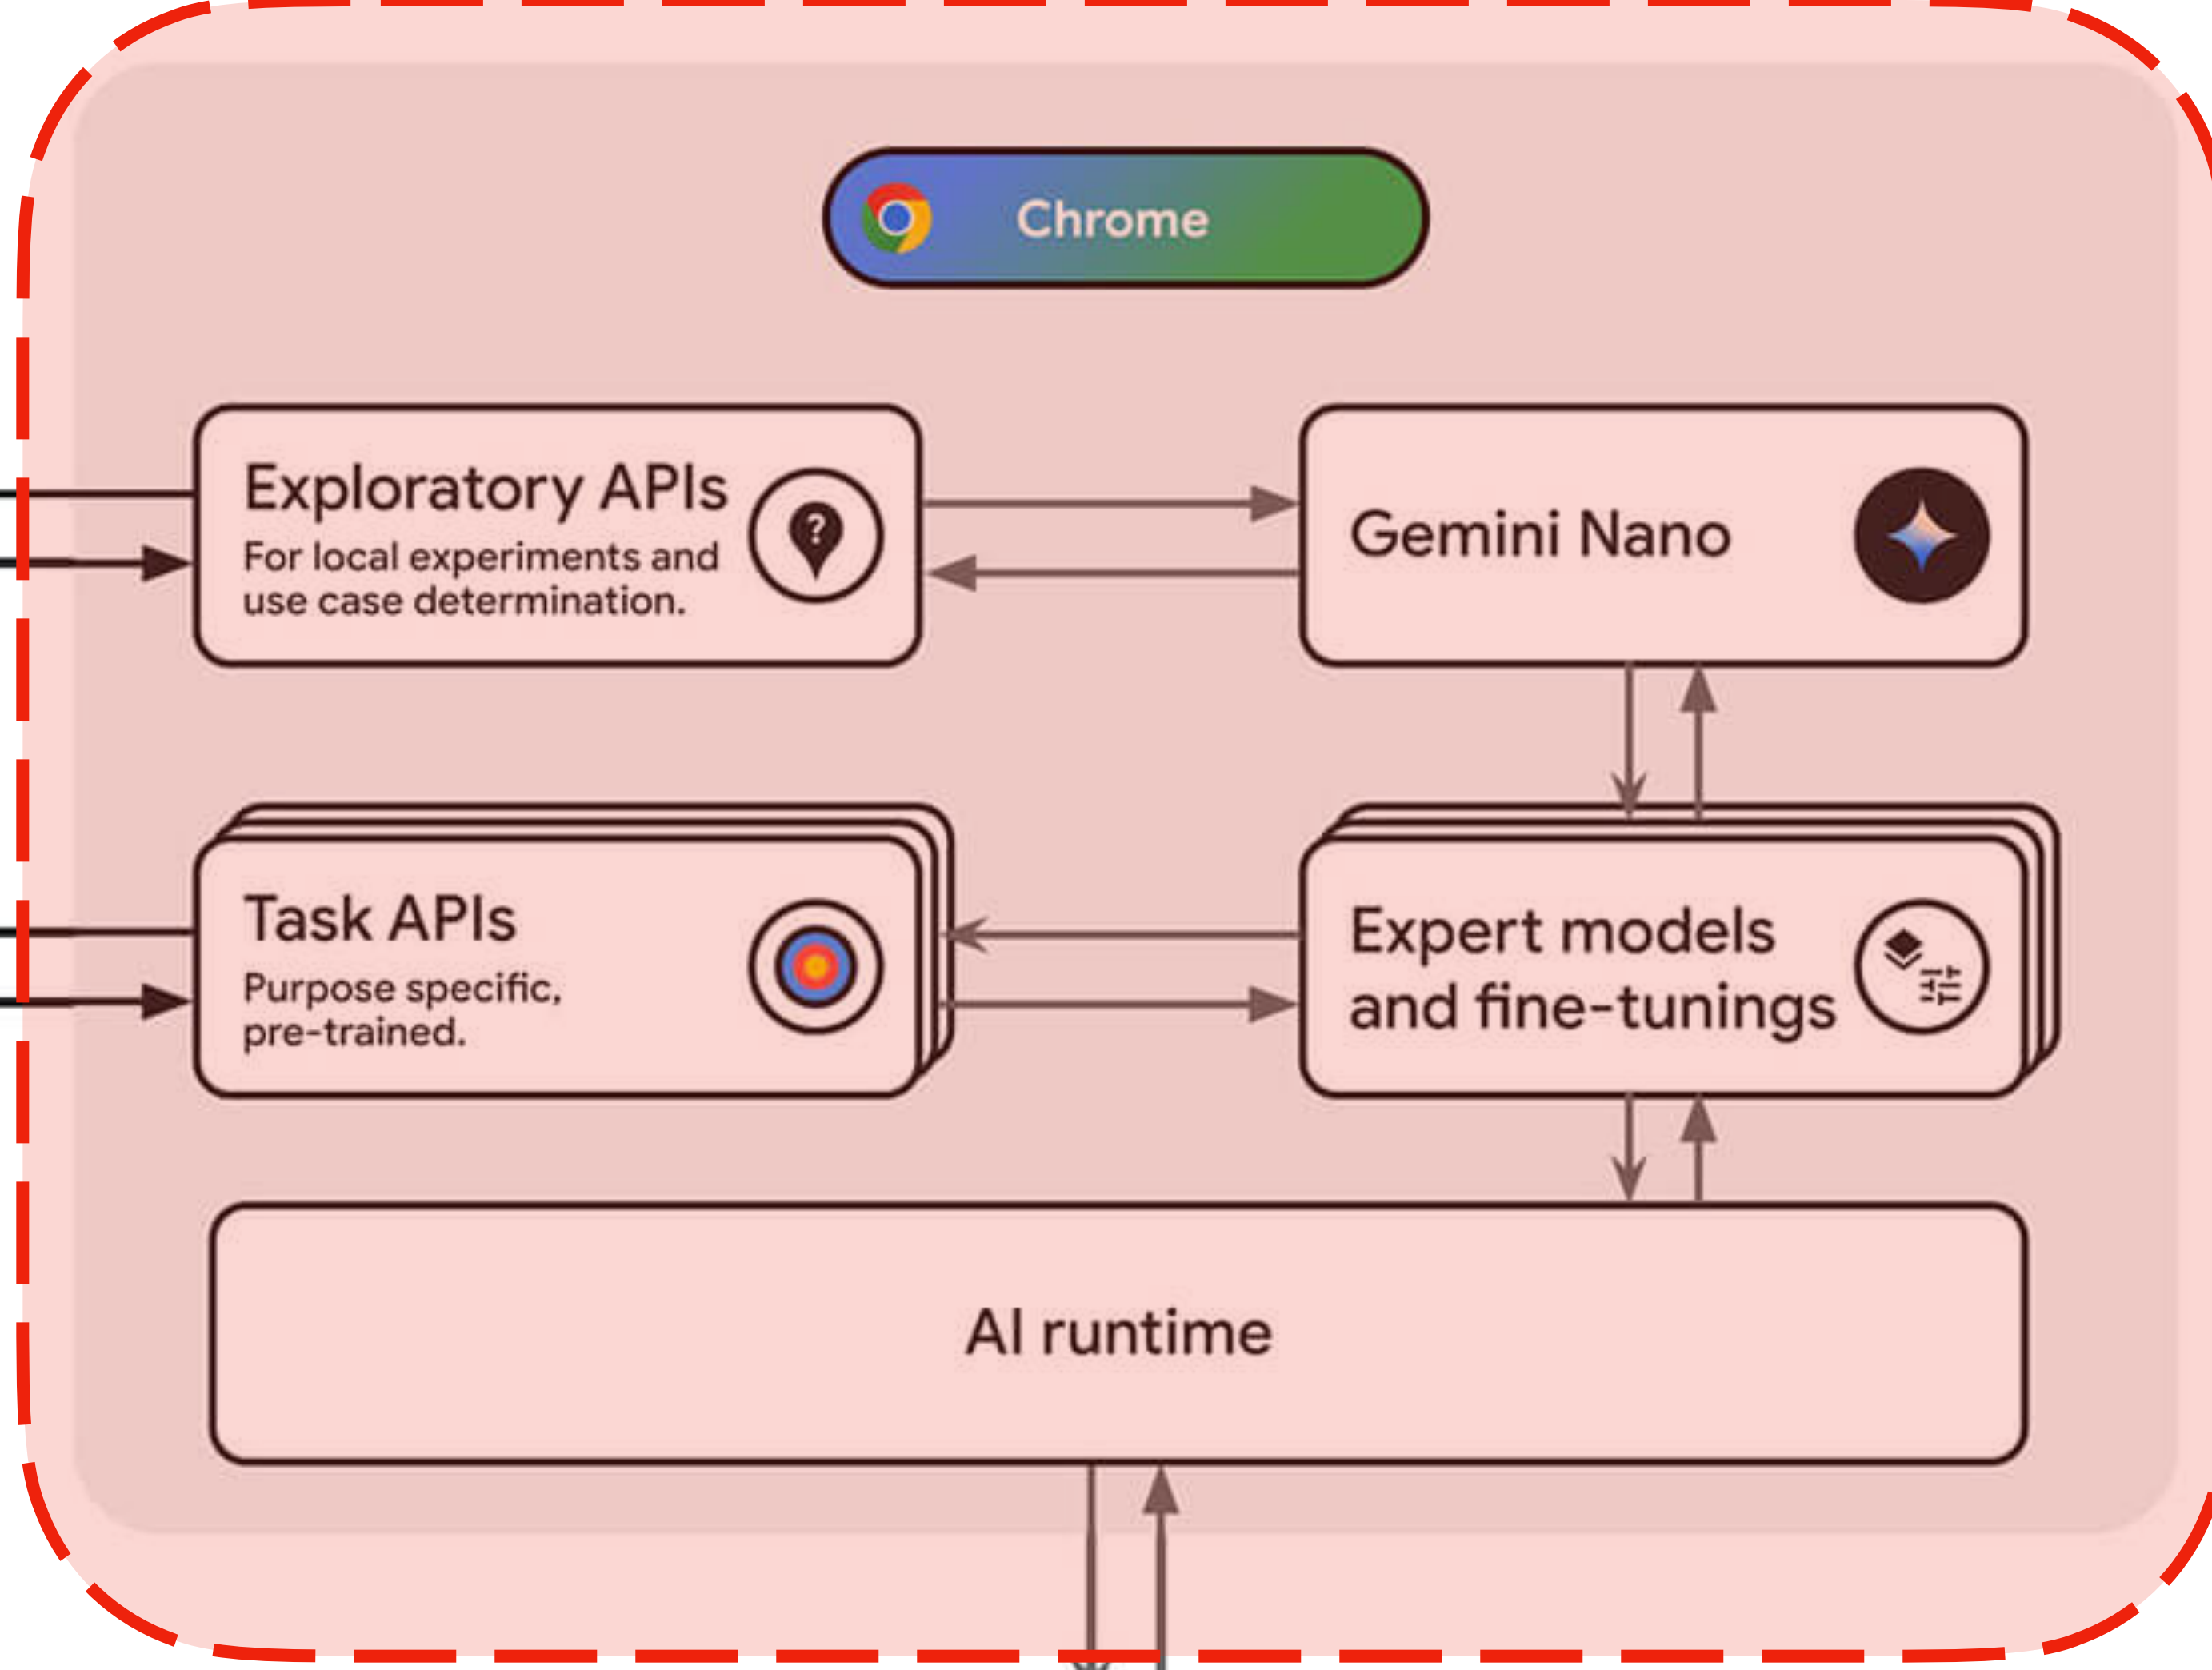 Chrome
Exploratory APIs
For local experiments and
use case determination.
?
Gemini Nano
Task APIs
Purpose specific,
pre-trained.
Expert models
and fine-tunings
AI runtime